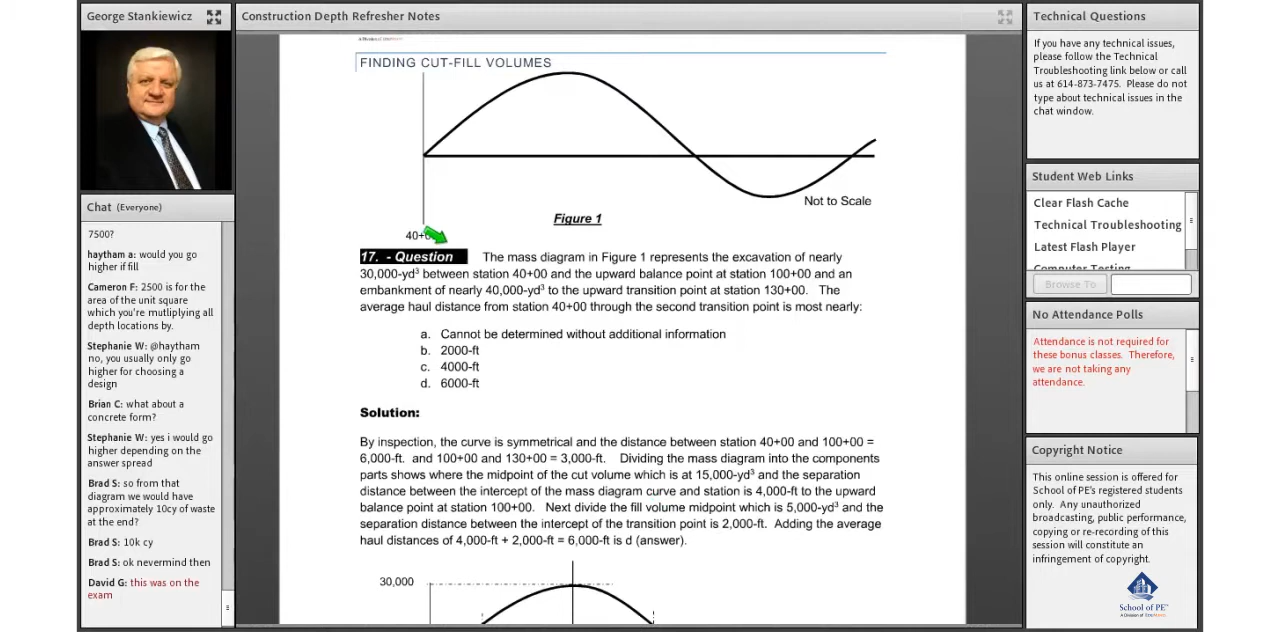 George Stankiewicz
Chat (Everyone)
7500?
haytham a: would you go
higher if fill
Cameron F: 2500 is for the
area of the unit square
which you're mutliplying all
depth locations by.
Stephanie W: @haytham
no, you usually only go
higher for choosing a
design
Brian C: what about a
concrete form?
Stephanie W: yes i would go
higher depending on the
answer spread
Brad S: so from that
diagram we would have
approximately 10cy of waste
at the end?
Brad S: 10k cy
Brad S: ok nevermind then
David G: this was on the
exam
Construction Depth Refresher Notes
FINDING CUT-FILL VOLUMES
Not to Scale
Figure 1
17. - Question The mass diagram in Figure 1 represents the excavation of nearly
30,000-yd³ between station 40+00 and the upward balance point at station 100+00 and an
embankment of nearly 40,000-yd³ to the upward transition point at station 130+00. The
average haul distance from station 40+00 through the second transition point is most nearly:
a. Cannot be determined without additional information
b. 2000-ft
c. 4000-ft
d. 6000-ft
Solution:
By inspection, the curve is symmetrical and the distance between station 40+00 and 100+00 =
6,000-ft. and 100+00 and 130+00 = 3,000-ft. Dividing the mass diagram into the components
parts shows where the midpoint of the cut volume which is at 15,000-yd³ and the separation
distance between the intercept of the mass diagram curve and station is 4,000-ft to the upward
balance point at station 100+00. Next divide the fill volume midpoint which is 5,000-yd³ and the
separation distance between the intercept of the transition point is 2,000-ft. Adding the average
haul distances of 4,000-ft + 2,000-ft = 6,000-ft is d (answer).
30,000
Technical Questions
If you have any technical issues,
please follow the Technical
Troubleshooting link below or call
us at 614-873-7475. Please do not
type about technical issues in the
chat window.
Student Web Links
Clear Flash Cache
Technical Troubleshooting
Latest Flash Player
Computer Testing
Browse To
No Attendance Polls
Attendance is not required for
these bonus classes. Therefore,
we are not taking any
attendance.
Copyright Notice
This online session is offered for
School of PE's registered students
only. Any unauthorized
broadcasting, public performance,
copying or re-recording of this
session will constitute an
infringement of copyright.
School of PE